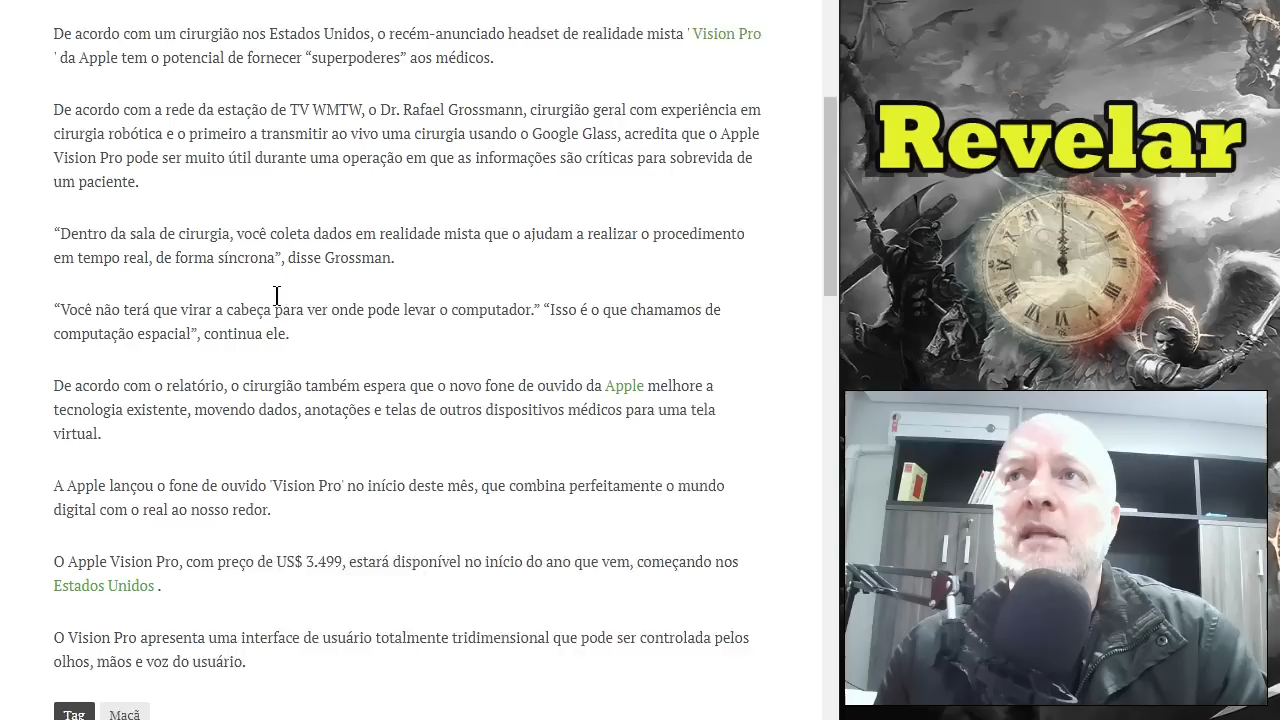 De acordo com um cirurgião nos Estados Unidos, o recém-anunciado headset de realidade mista ' Vision Pro
' da Apple tem o potencial de fornecer “superpoderes” aos médicos.
De acordo com a rede da estação de TV WMTW, o Dr. Rafael Grossmann, cirurgião geral com experiência em
cirurgia robótica e o primeiro a transmitir ao vivo uma cirurgia usando o Google Glass, acredita que o Apple
Vision Pro pode ser muito útil durante uma operação em que as informações são críticas para sobrevida de
um paciente.
“Dentro da sala de cirurgia, você coleta dados em realidade mista que o ajudam a realizar o procedimento
em tempo real, de forma síncrona”, disse Grossman.
“Você não terá que virar a cabeça para ver onde pode levar o computador.” “Isso é o que chamamos de
computação espacial”, continua ele.
De acordo com o relatório, o cirurgião também espera que o novo fone de ouvido da Apple melhore a
tecnologia existente, movendo dados, anotações e telas de outros dispositivos médicos para uma tela
virtual.
A Apple lançou o fone de ouvido 'Vision Pro' no início deste mês, que combina perfeitamente o mundo
digital com o real ao nosso redor.
O Apple Vision Pro, com preço de US$ 3.499, estará disponível no início do ano que vem, começando nos
Estados Unidos .
O Vision Pro apresenta uma interface de usuário totalmente tridimensional que pode ser controlada pelos
olhos, mãos e voz do usuário.
Tag Maçã
Revelar